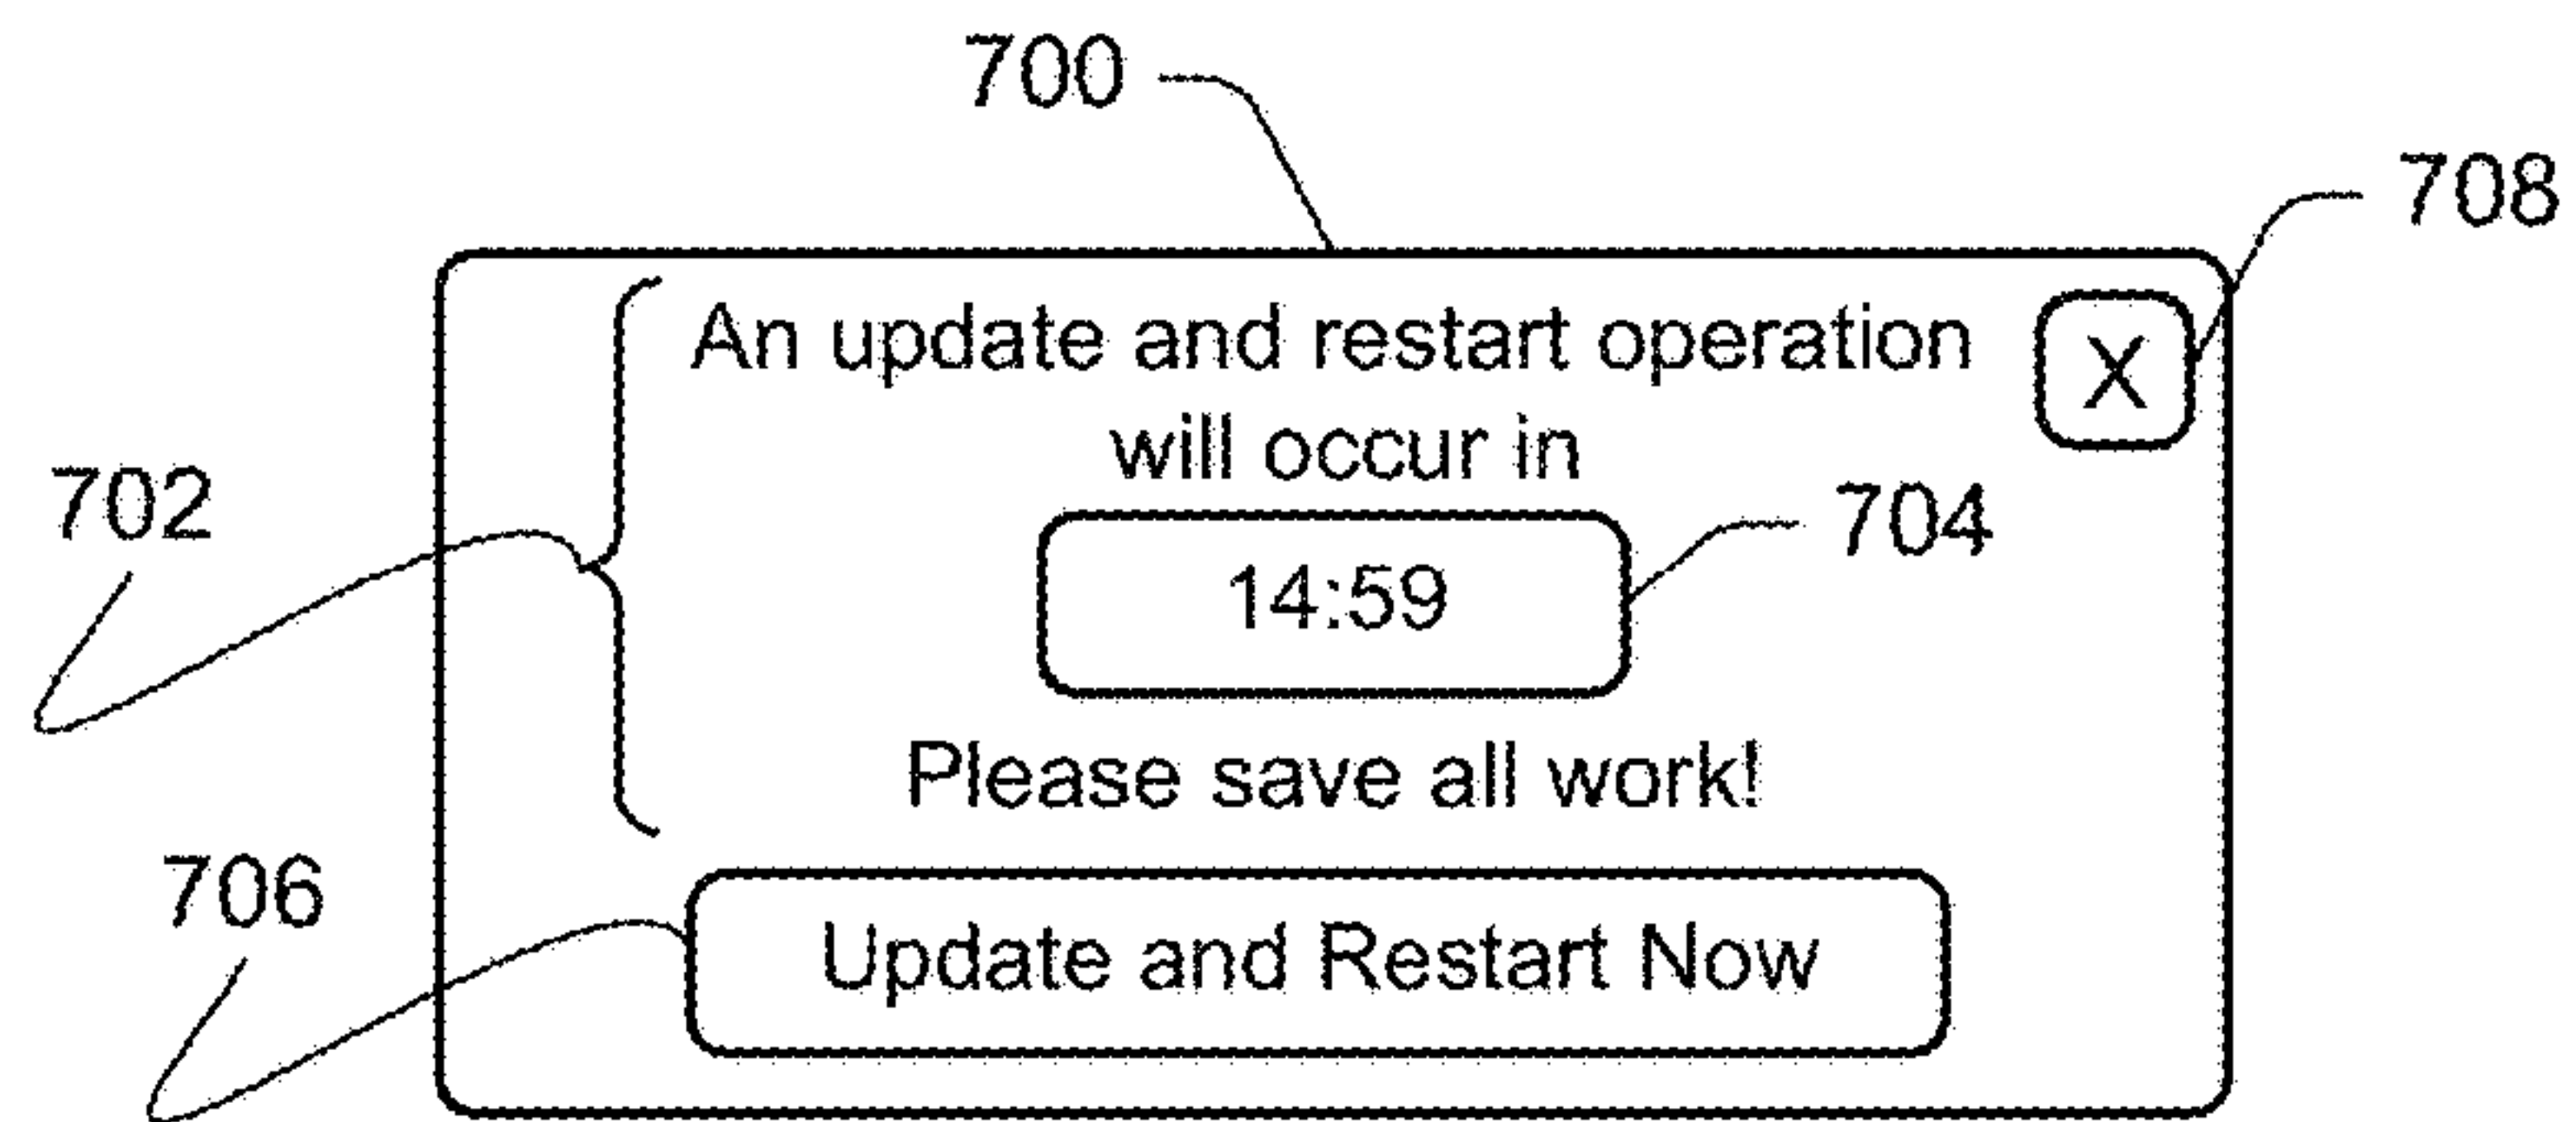 700
708
An update and restart operation
X
will occur in
702
704
14:59
Please save all work!
706
Update and Restart Now